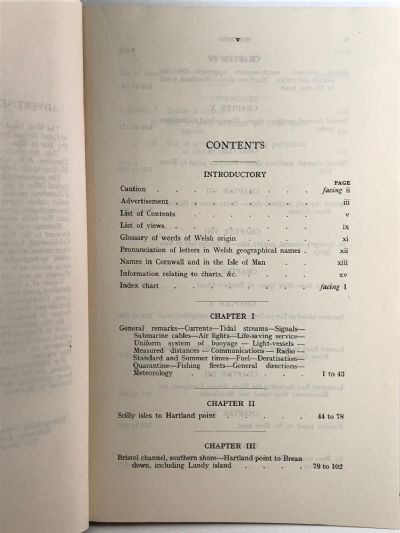 v
CONTENTS
INTRODUCTORY
PAGE
Caution . . . . . . . facing ii
Advertisement . . . . . . iii
List of Contents . . . . . . v
List of views . . . . . . . ix
Glossary of words of Welsh origin . . . . xi
Pronunciation of letters in Welsh geographical names . . xii
Names in Cornwall and in the Isle of Man . . . xiii
Information relating to charts, &c. . . . . xv
Index chart . . . . . . facing 1
CHAPTER I
General remarks—Currents—Tidal streams—Signals—
Submarine cables—Air lights—Life-saving service—
Uniform system of buoyage — Light-vessels —
Measured distances — Communications — Radio —
Standard and Summer times—Fuel—Deratisation—
Quarantine—Fishing fleets—General directions—
Meteorology . . . . . . 1 to 43
CHAPTER II
Scilly isles to Hartland point . . . . 44 to 78
CHAPTER III
Bristol channel, southern shore—Hartland point to Brean
down, including Lundy island . . . . 79 to 102
ADVERTISE